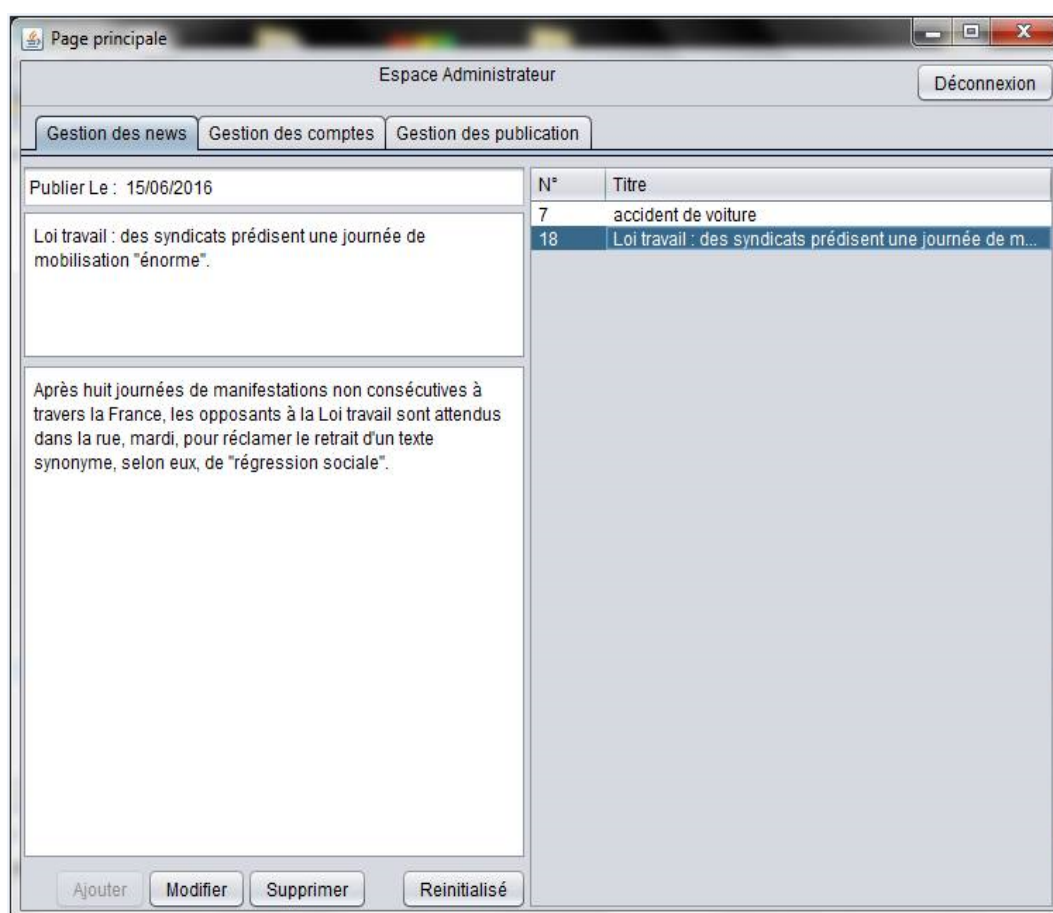 Page principale
Espace Administrateur
Déconnexion
Gestion des news
Gestion des comptes
Gestion des publication
Publier Le : 15/06/2016
Loi travail : des syndicats prédisent une journée de
mobilisation "énorme".
Après huit journées de manifestations non consécutives à
travers la France, les opposants à la Loi travail sont attendus
dans la rue, mardi, pour réclamer le retrait d'un texte
synonyme, selon eux, de "régression sociale".
Ajouter
Modifier
Supprimer
Reinitialisé
N° Titre
7 accident de voiture
18 Loi travail : des syndicats prédisent une journée de m...